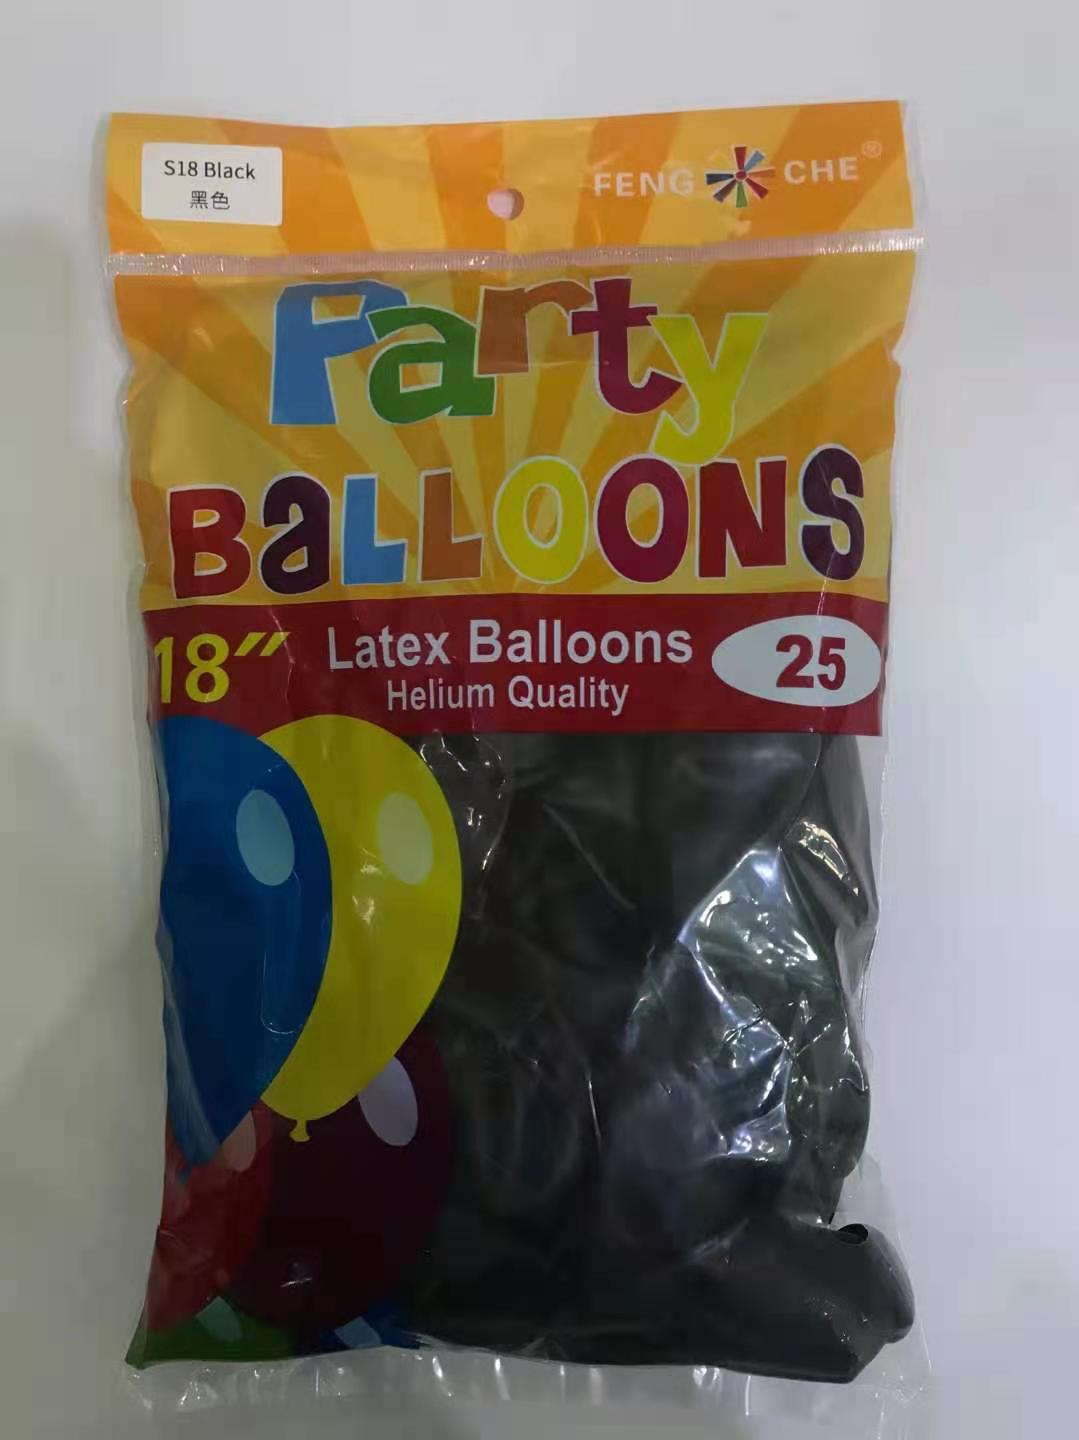 S18 Black
黑色
FENG CHE®
Party
BALLOONS
18" Latex Balloons 25
Helium Quality